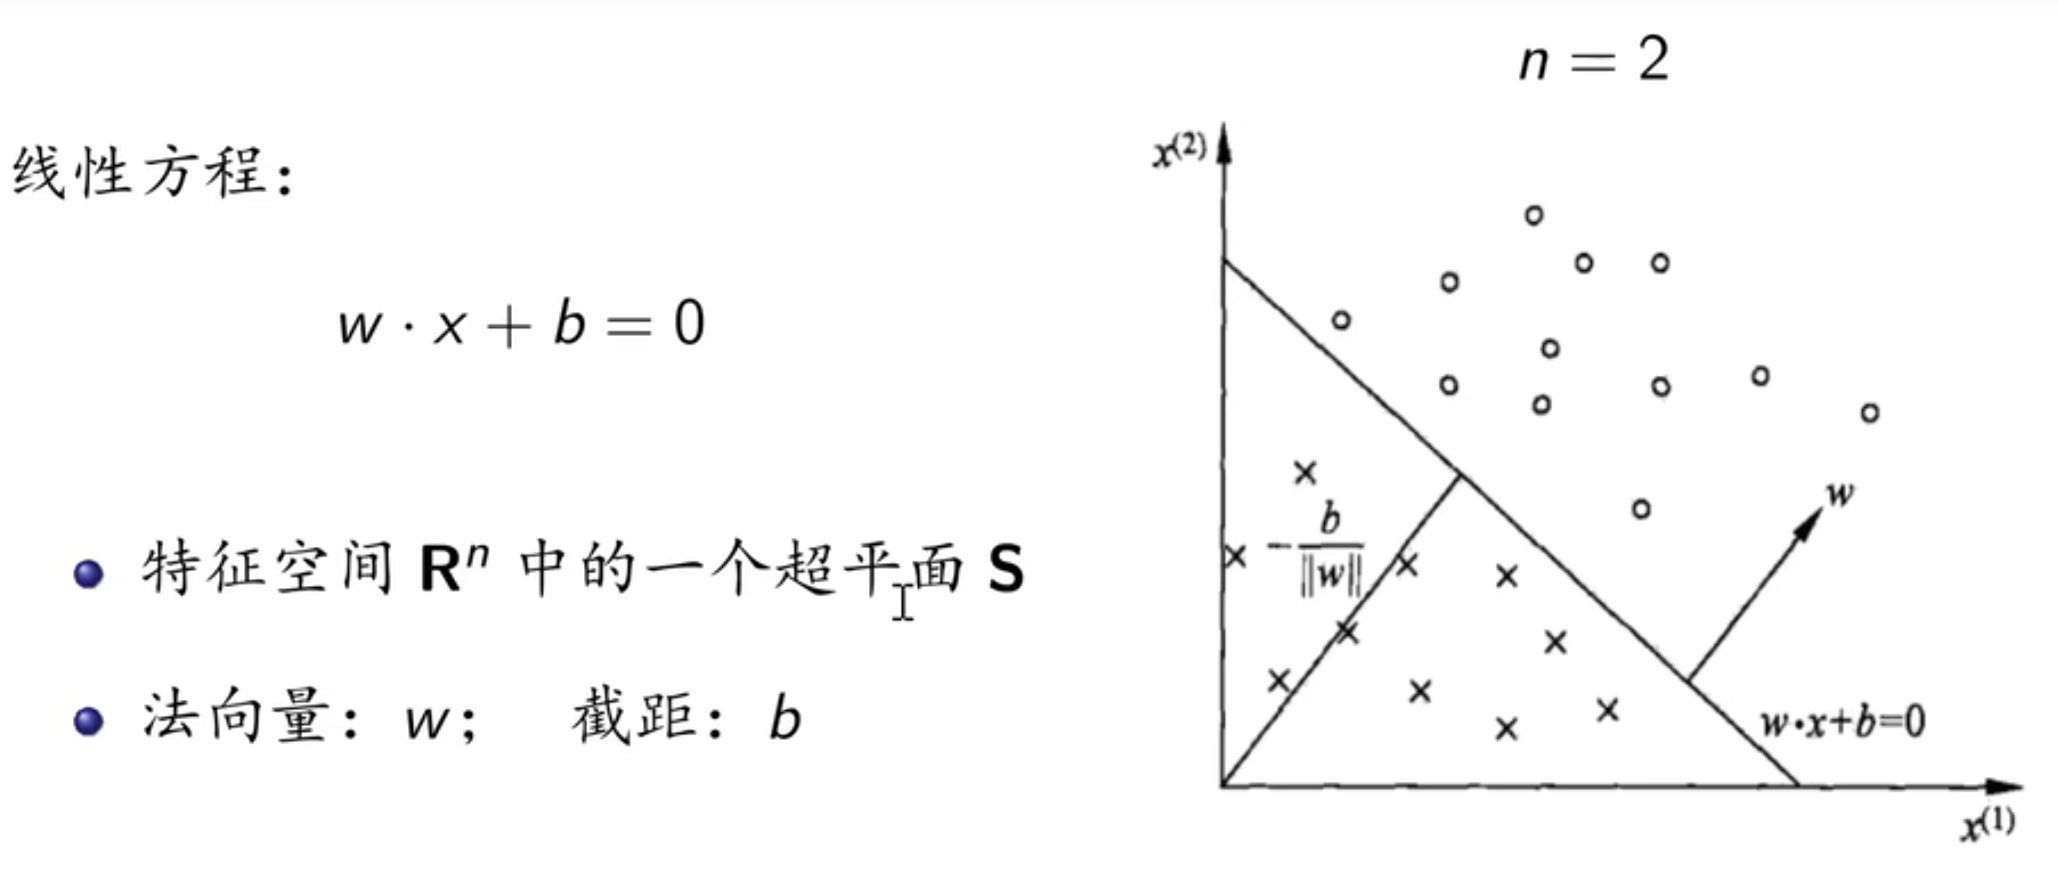 n = 2
线性方程：
w · x + b = 0
特征空间 Rⁿ 中的一个超平面 S
法向量：w； 截距：b
x⁽²⁾
w
−b/‖w‖
w·x+b=0
x⁽¹⁾